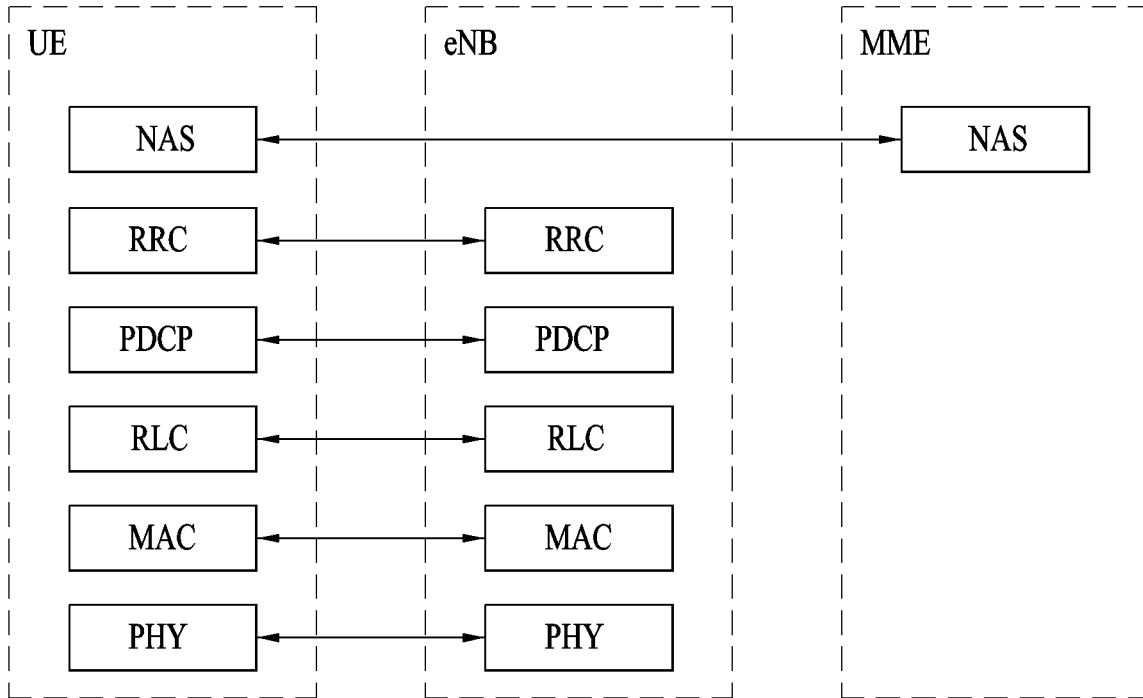 UE eNB MME
NAS NAS
RRC RRC
PDCP PDCP
RLC RLC
MAC MAC
PHY PHY